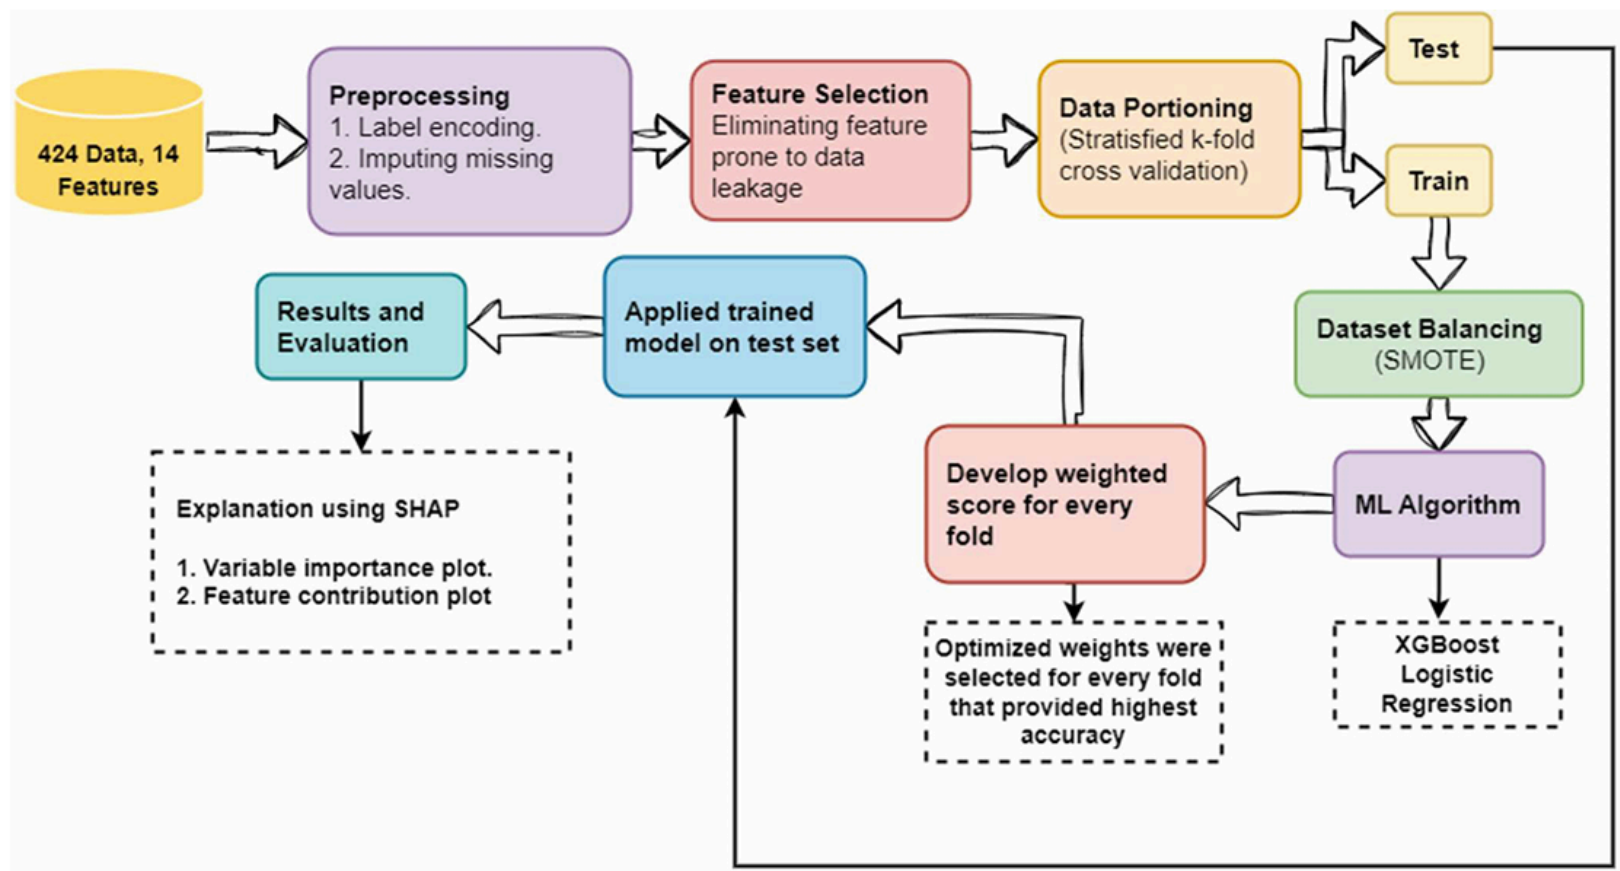 424 Data, 14
Features
Preprocessing
1. Label encoding.
2. Imputing missing
values.
Feature Selection
Eliminating feature
prone to data
leakage
Data Portioning
(Stratisfied k-fold
cross validation)
Test
Train
Dataset Balancing
(SMOTE)
ML Algorithm
XGBoost
Logistic
Regression
Develop weighted
score for every
fold
Optimized weights were
selected for every fold
that provided highest
accuracy
Applied trained
model on test set
Results and
Evaluation
Explanation using SHAP
1. Variable importance plot.
2. Feature contribution plot